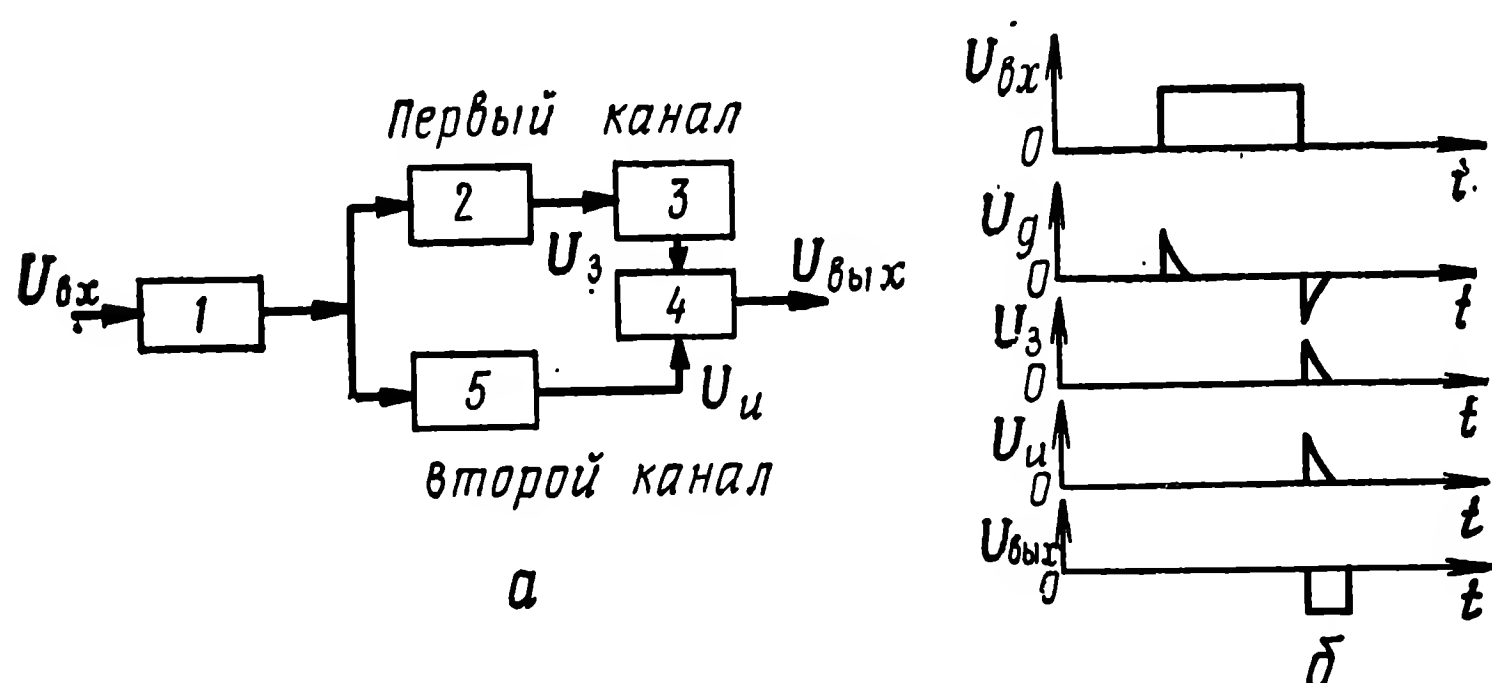 Первый канал
2
3
U_з
U_вх
1
4
U_вых
5
U_и
второй канал
а
U_вх
0
t
U_д
0
t
U_з
0
t
U_и
0
t
U_вых
0
t
б